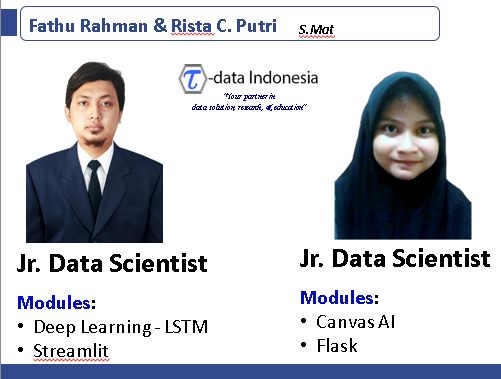 Fathu Rahman & Rista C. Putri S.Mat
τ-data Indonesia
"Your partner in
data solution, research, & education"
Jr. Data Scientist
Modules:
• Deep Learning - LSTM
• Streamlit
Jr. Data Scientist
Modules:
• Canvas AI
• Flask